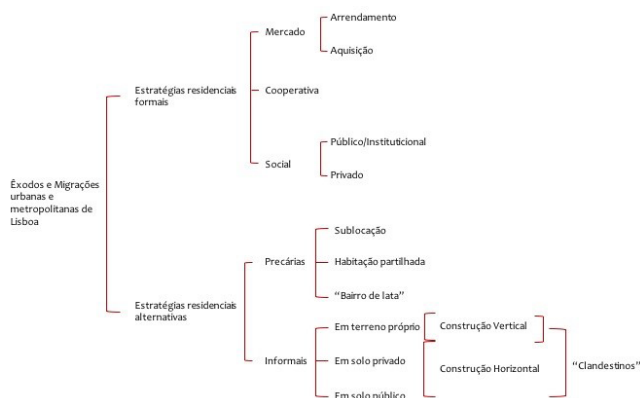 Êxodos e Migrações
urbanas e
metropolitanas de
Lisboa
Estratégias residenciais
formais
Mercado
Arrendamento
Aquisição
Cooperativa
Social
Público/Instituticional
Privado
Estratégias residenciais
alternativas
Precárias
Sublocação
Habitação partilhada
“Bairro de lata”
Informais
Em terreno próprio
Em solo privado
Em solo público
Construção Vertical
Construção Horizontal
“Clandestinos”